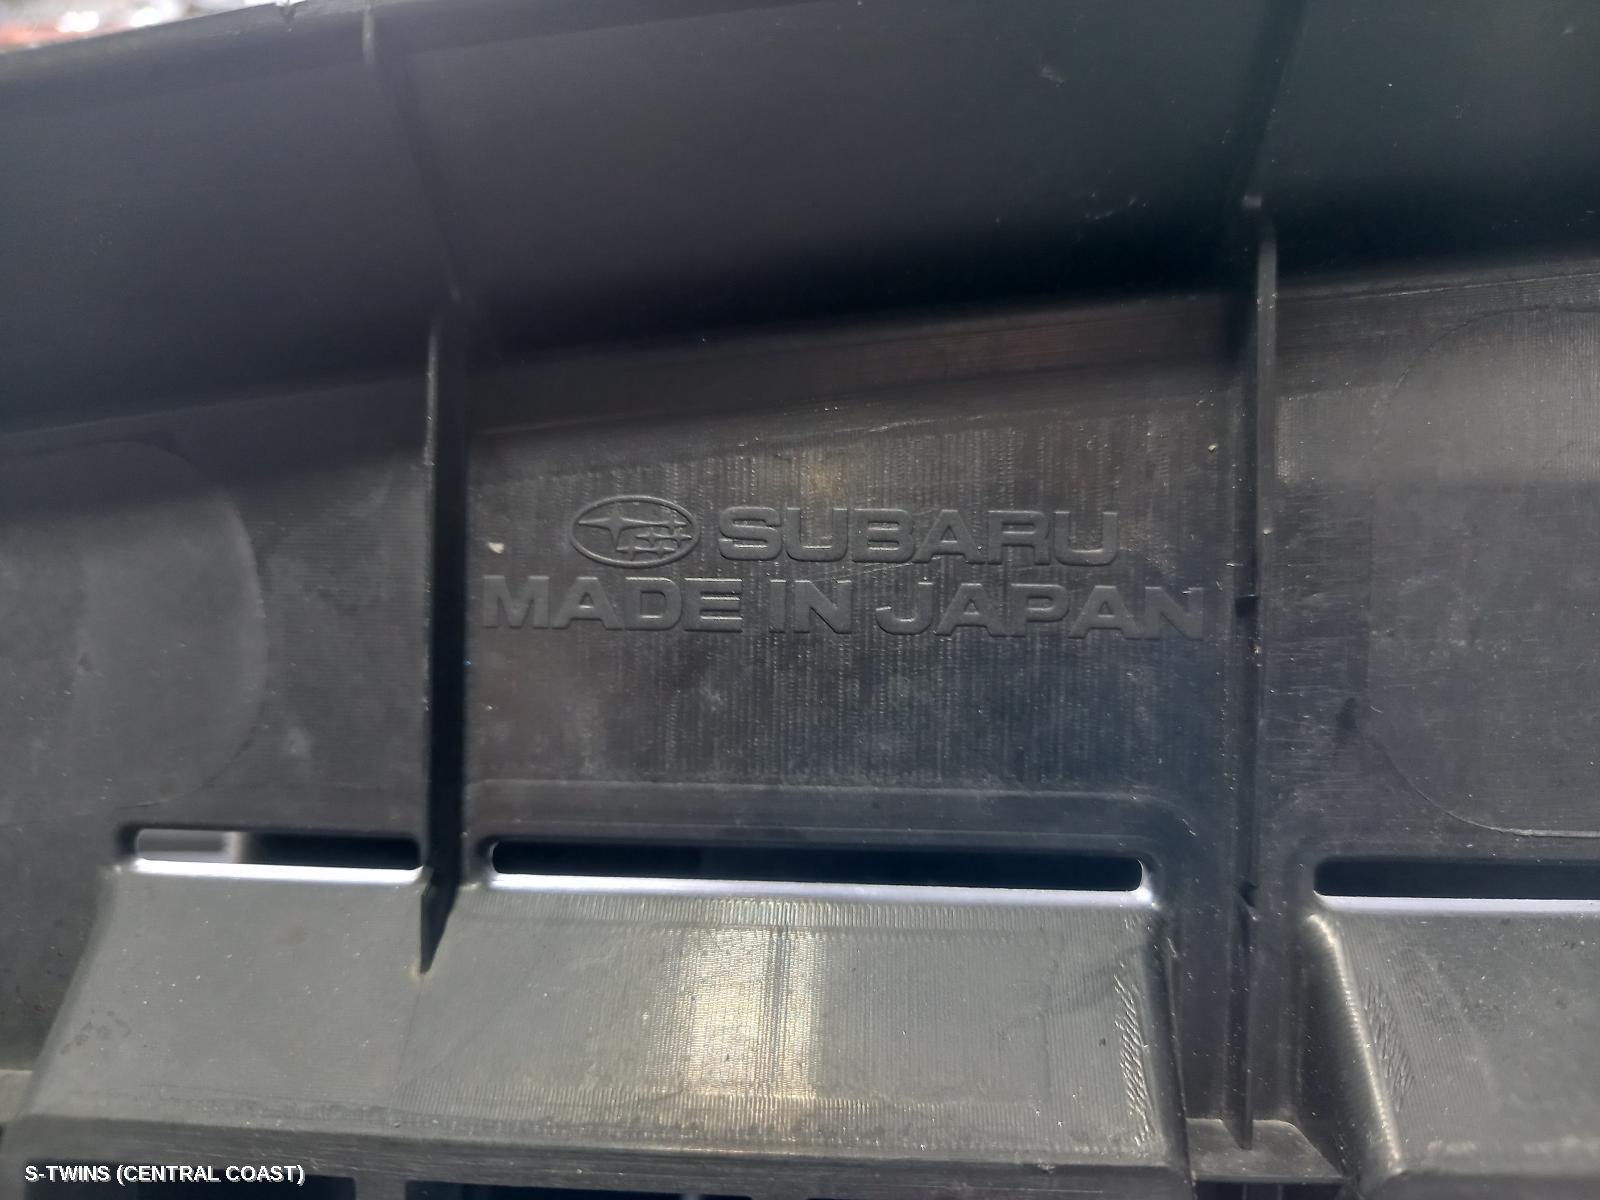 SUBARU
MADE IN JAPAN
S-TWINS (CENTRAL COAST)